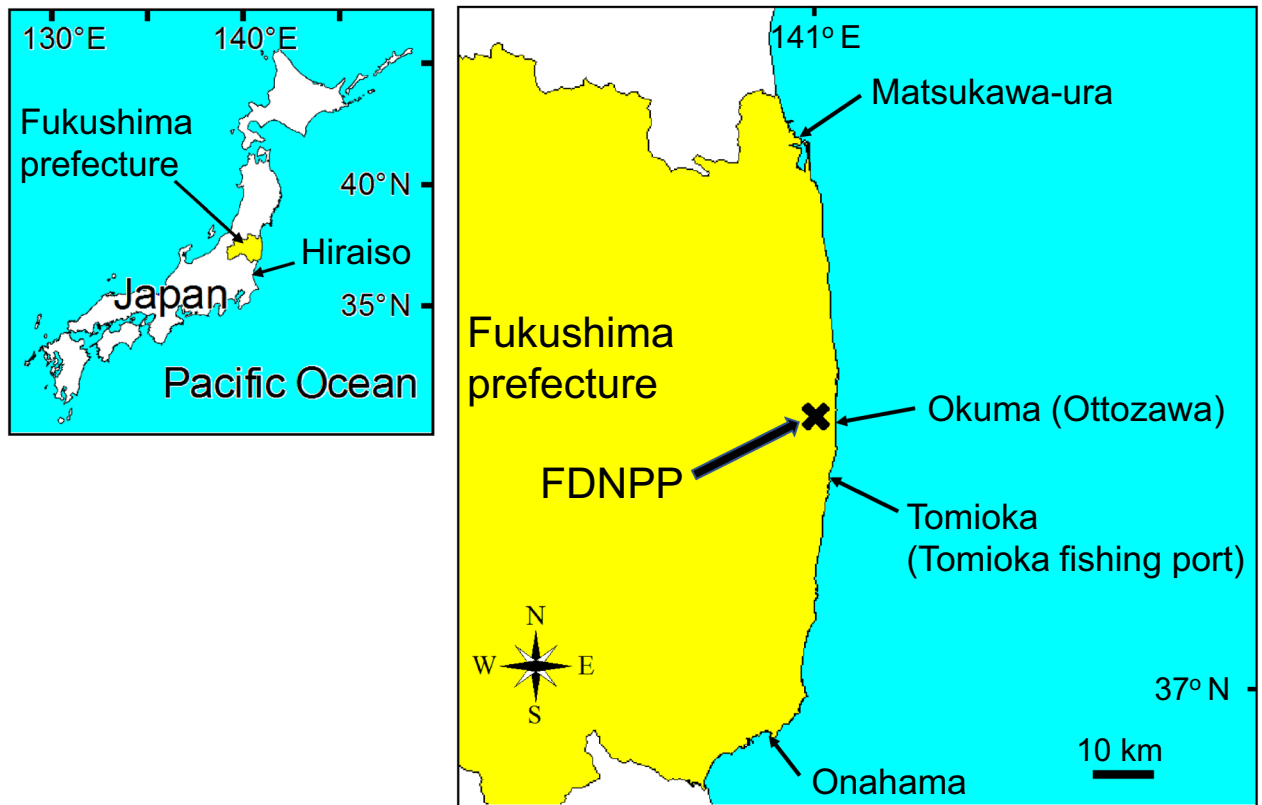 130°E
140°E
Fukushima
prefecture
40°N
Hiraiso
Japan
35°N
Pacific Ocean
141° E
Matsukawa-ura
Fukushima
prefecture
Okuma (Ottozawa)
FDNPP
Tomioka
(Tomioka fishing port)
N
W
E
S
37° N
10 km
Onahama